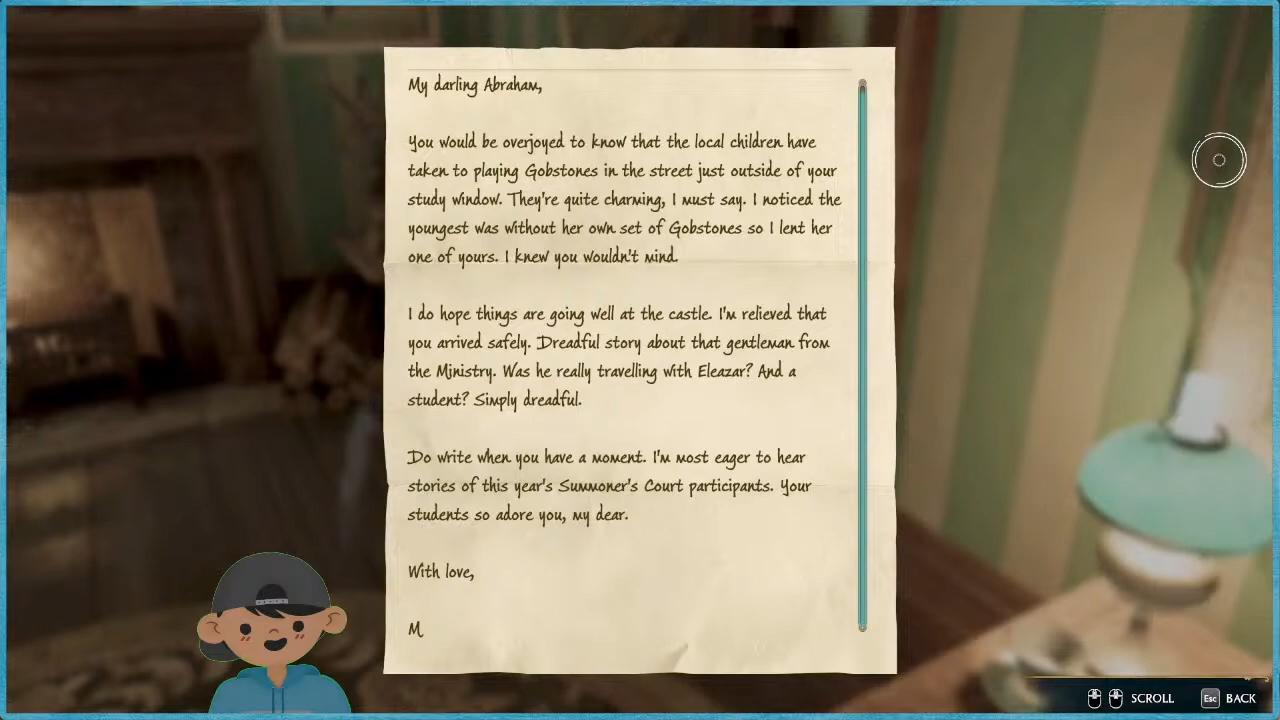 My darling Abraham,
You would be overjoyed to know that the local children have
taken to playing Gobstones in the street just outside of your
study window. They're quite charming, I must say. I noticed the
youngest was without her own set of Gobstones so I lent her
one of yours. I knew you wouldn't mind.
I do hope things are going well at the castle. I'm relieved that
you arrived safely. Dreadful story about that gentleman from
the Ministry. Was he really travelling with Eleazar? And a
student? Simply dreadful.
Do write when you have a moment. I'm most eager to hear
stories of this year's Summoner's Court participants. Your
students so adore you, my dear.
With love,
M
SCROLL
Esc BACK